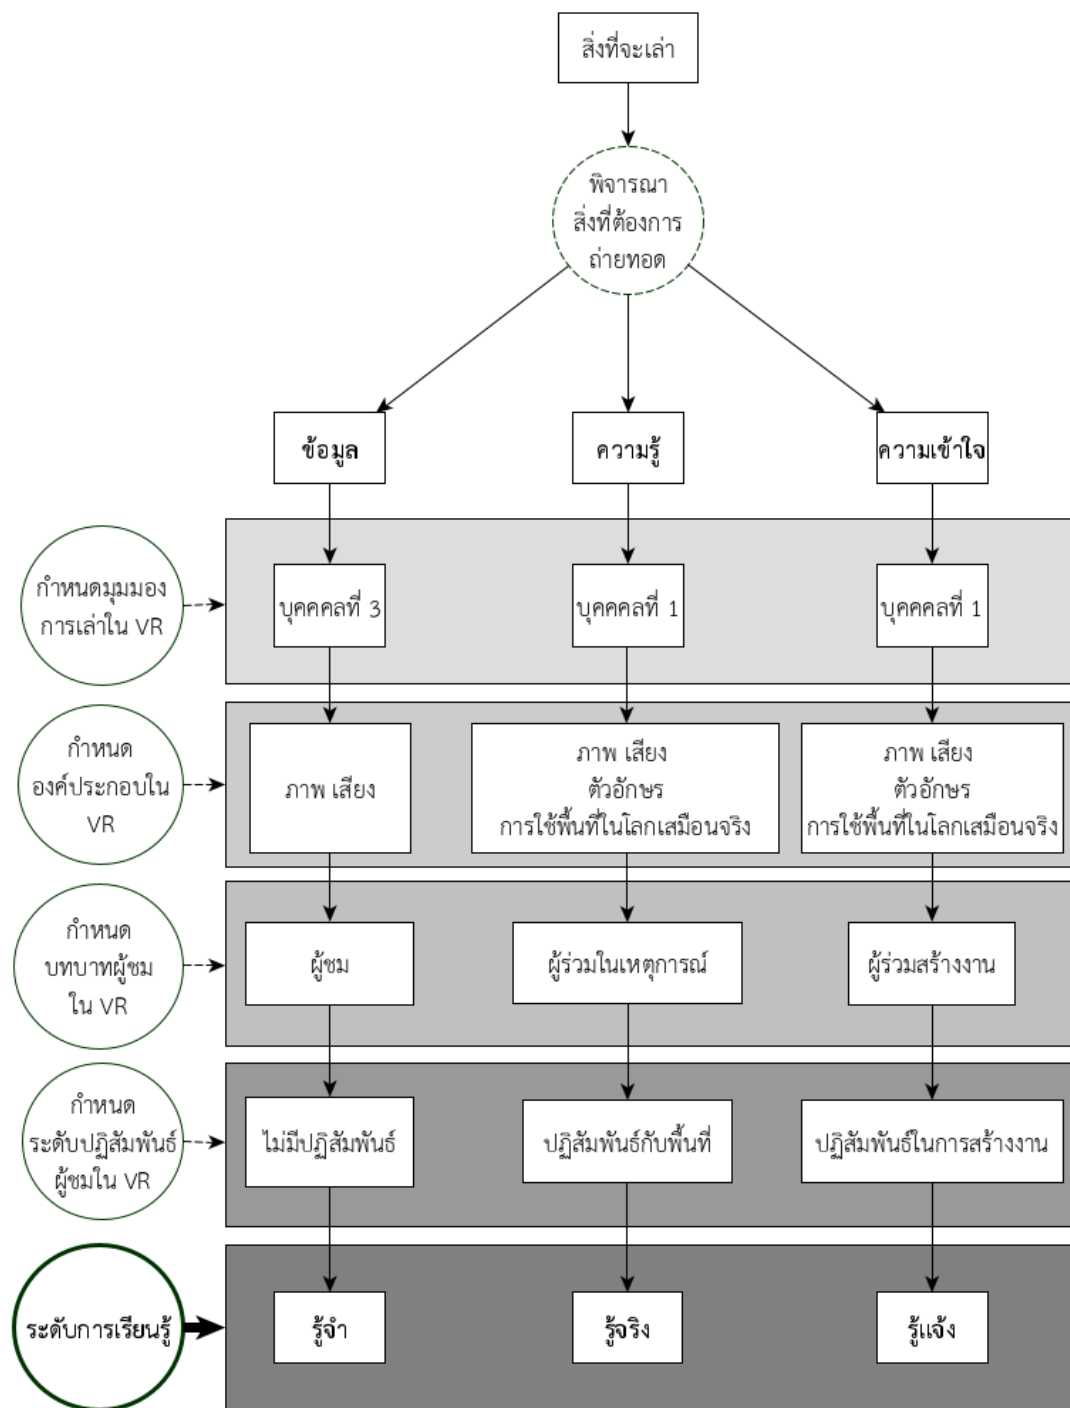 สิ่งที่จะเล่า
พิจารณา
สิ่งที่ต้องการ
ถ่ายทอด
ข้อมูล
ความรู้
ความเข้าใจ
กำหนดมุมมอง
การเล่าใน VR
บุคคคลที่ 3
บุคคคลที่ 1
บุคคคลที่ 1
กำหนด
องค์ประกอบใน
VR
ภาพ เสียง
ภาพ เสียง
ตัวอักษร
การใช้พื้นที่ในโลกเสมือนจริง
ภาพ เสียง
ตัวอักษร
การใช้พื้นที่ในโลกเสมือนจริง
กำหนด
บทบาทผู้ชม
ใน VR
ผู้ชม
ผู้ร่วมในเหตุการณ์
ผู้ร่วมสร้างงาน
กำหนด
ระดับปฏิสัมพันธ์
ผู้ชมใน VR
ไม่มีปฏิสัมพันธ์
ปฏิสัมพันธ์กับพื้นที่
ปฏิสัมพันธ์ในการสร้างงาน
ระดับการเรียนรู้
รู้จำ
รู้จริง
รู้แจ้ง